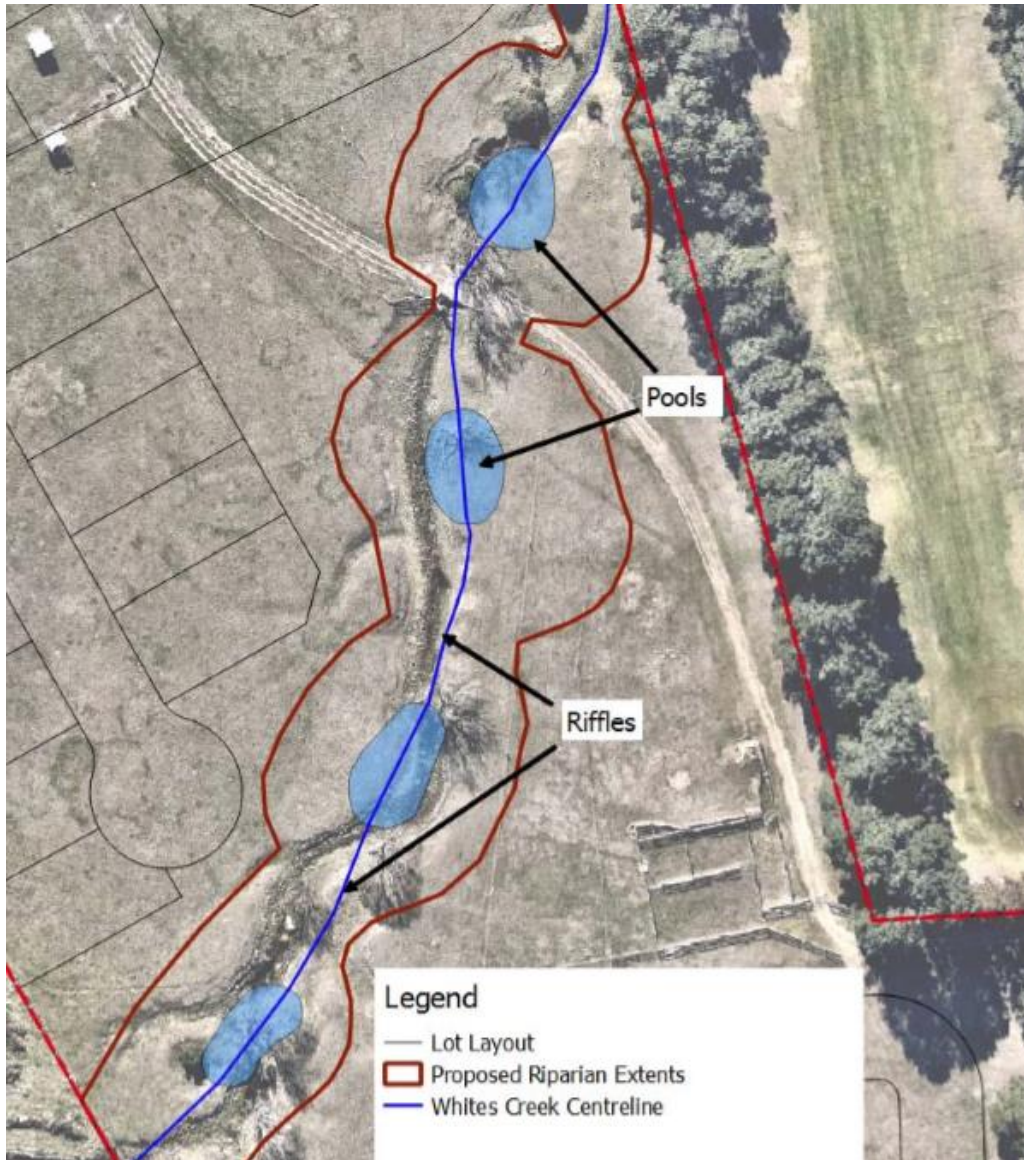 Pools
Riffles
Legend
Lot Layout
Proposed Riparian Extents
Whites Creek Centreline